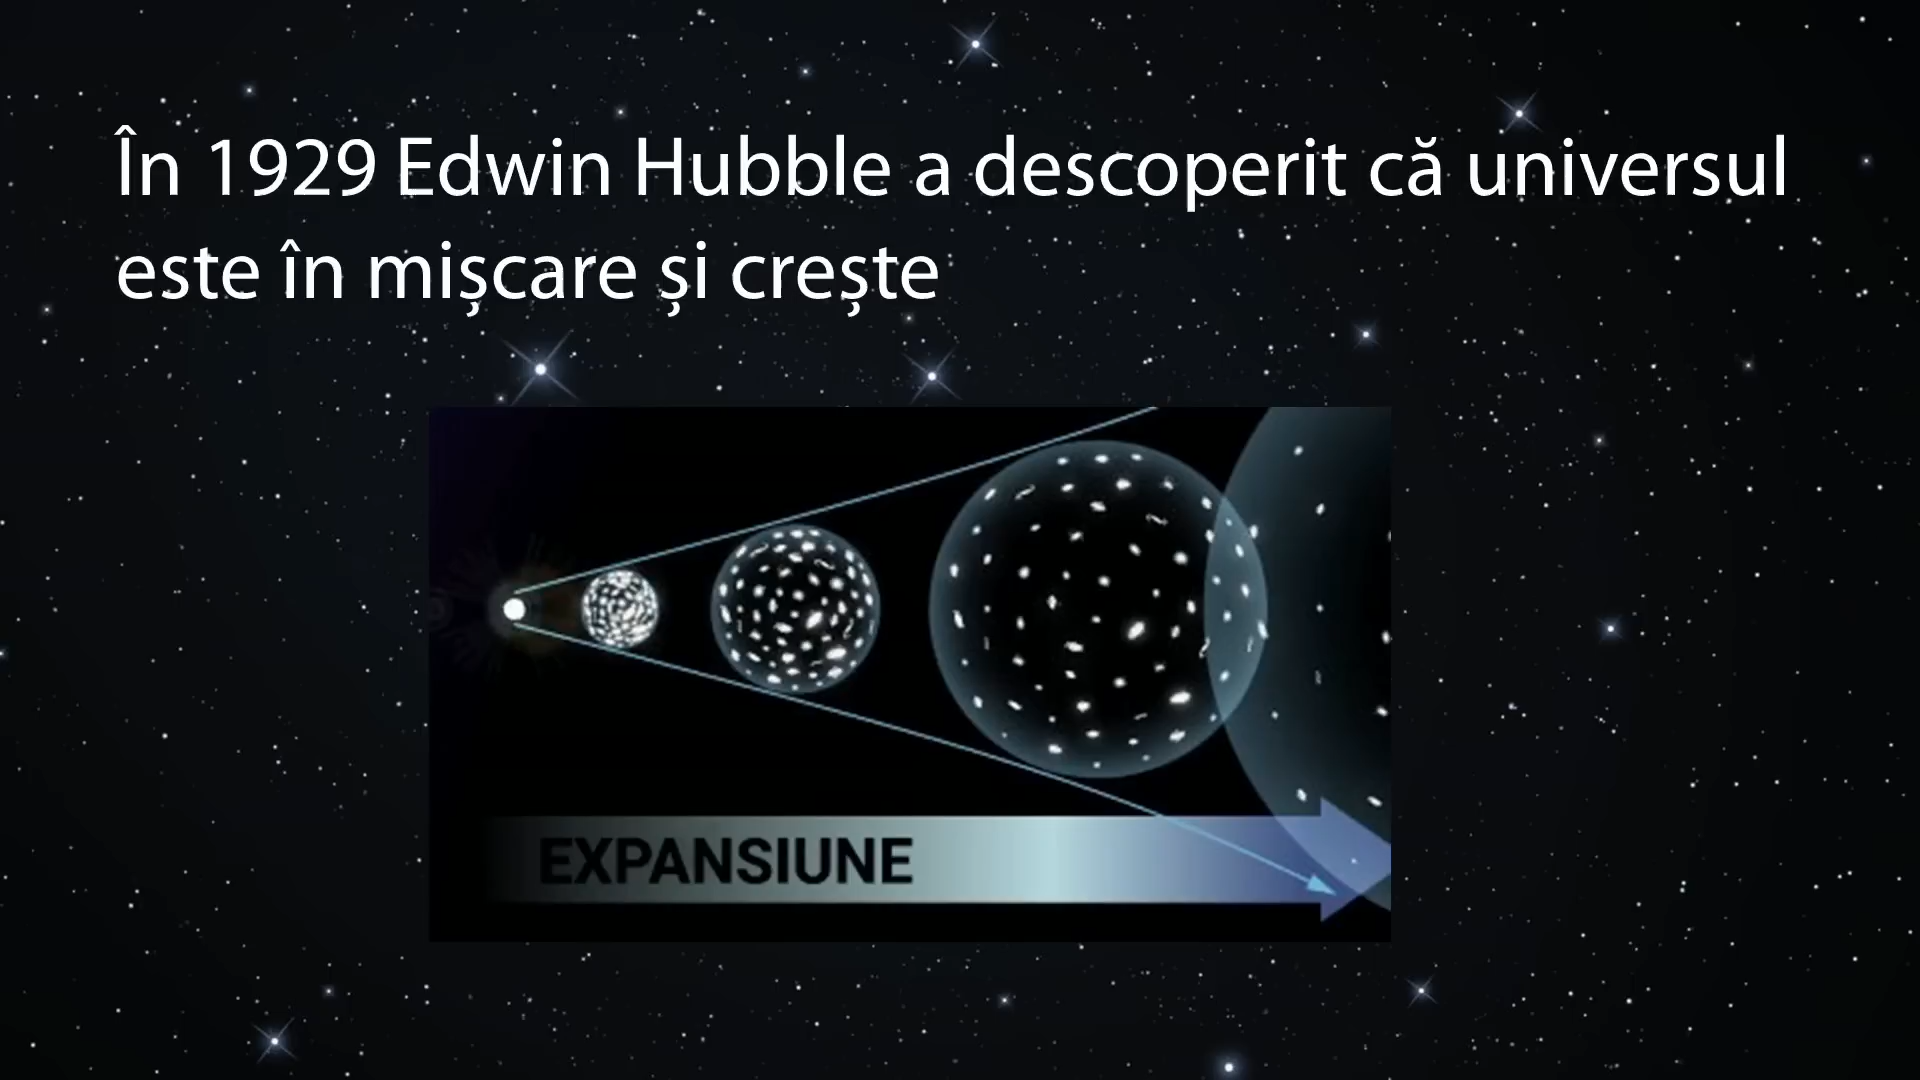 În 1929 Edwin Hubble a descoperit că universul
este în mișcare și crește
EXPANSIUNE